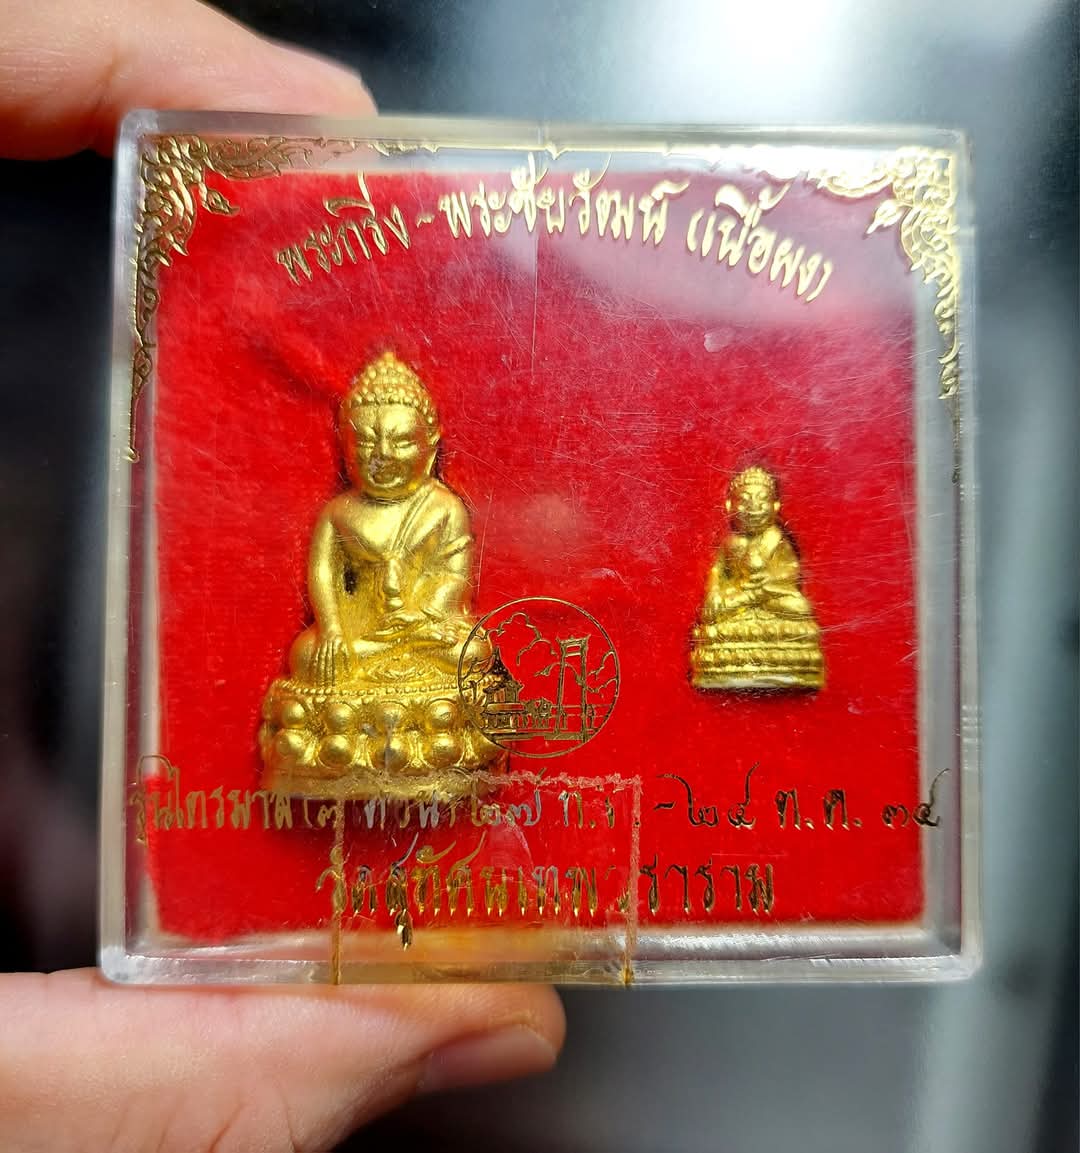 พระกริ่ง - พระชัยวัฒน์ (เนื้อผง)
รุ่นไตรมาส (๓ ๒๗ ก.ค. - ๒๔ ต.ค. ๓๔
วัดสุทัศนเทพวราราม